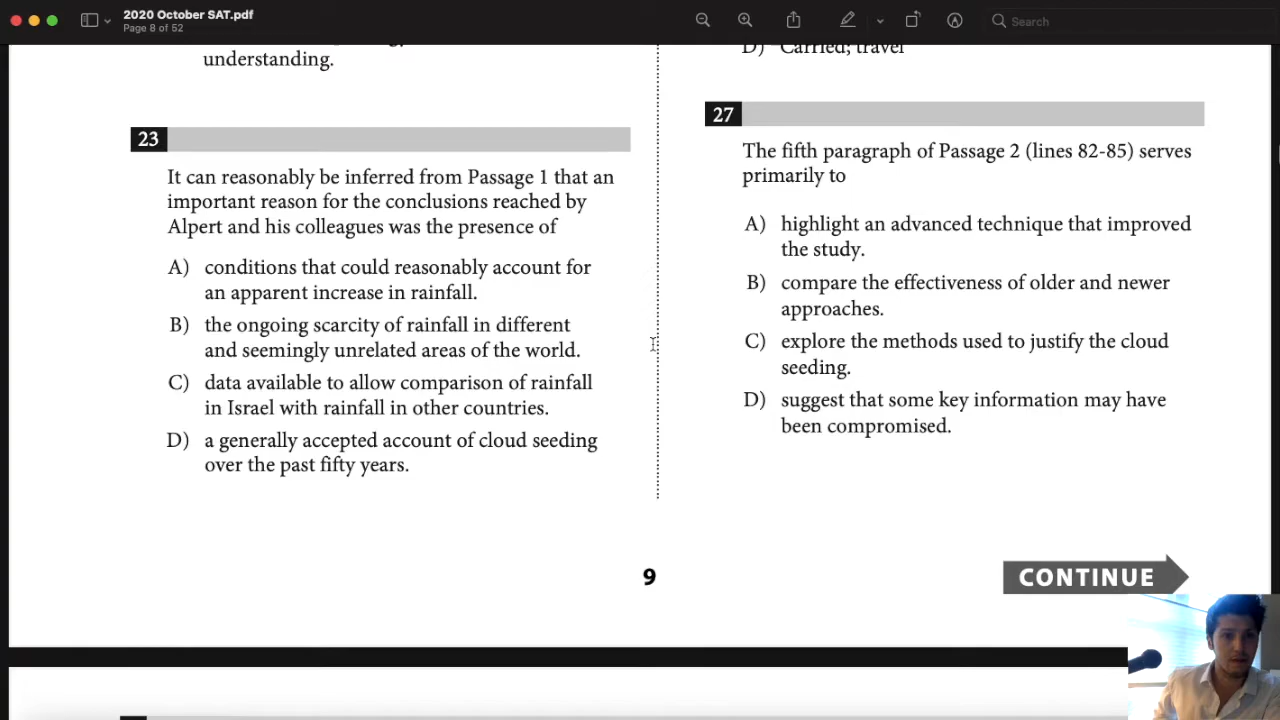 2020 October SAT.pdf
Page 8 of 52
Search
understanding.
23
It can reasonably be inferred from Passage 1 that an
important reason for the conclusions reached by
Alpert and his colleagues was the presence of
A) conditions that could reasonably account for
an apparent increase in rainfall.
B) the ongoing scarcity of rainfall in different
and seemingly unrelated areas of the world.
C) data available to allow comparison of rainfall
in Israel with rainfall in other countries.
D) a generally accepted account of cloud seeding
over the past fifty years.
D) Carried; travel
27
The fifth paragraph of Passage 2 (lines 82-85) serves
primarily to
A) highlight an advanced technique that improved
the study.
B) compare the effectiveness of older and newer
approaches.
C) explore the methods used to justify the cloud
seeding.
D) suggest that some key information may have
been compromised.
9
CONTINUE